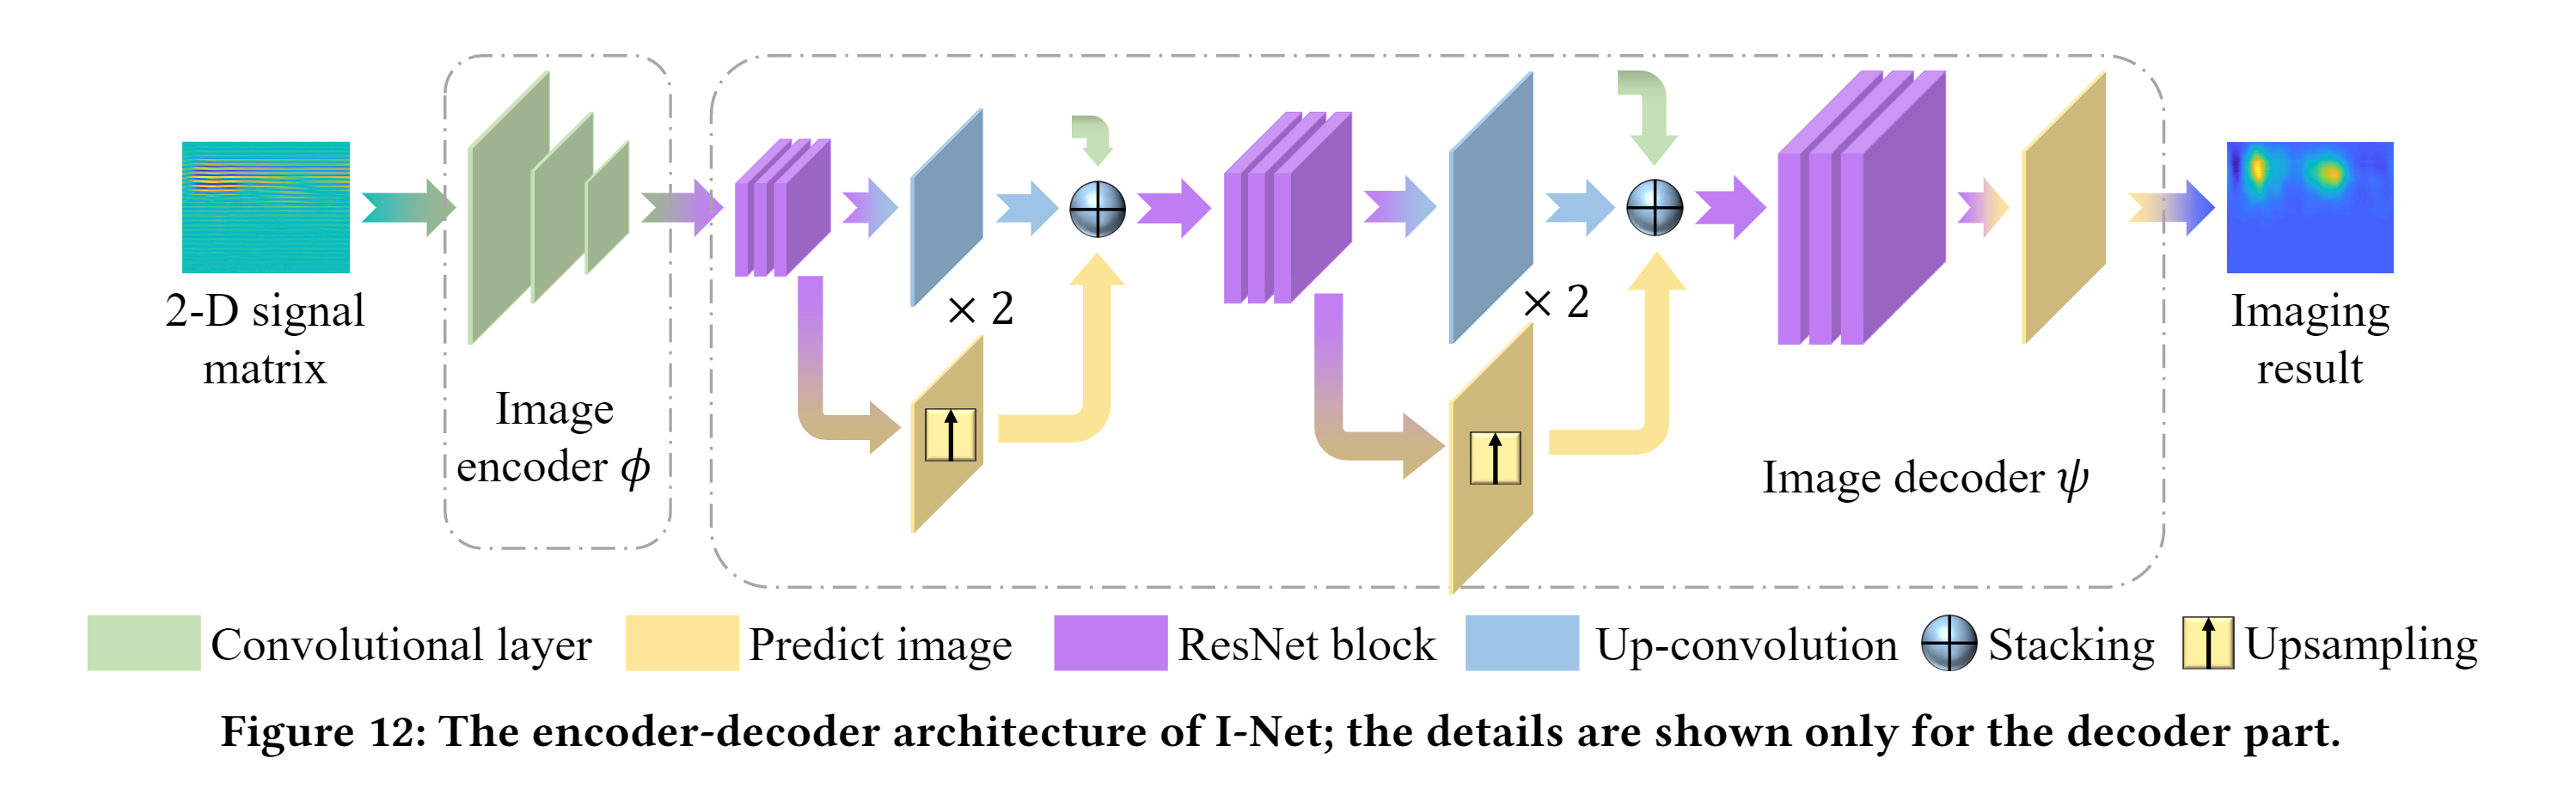 2-D signal
matrix
Image
encoder ϕ
× 2
× 2
Image decoder ψ
Imaging
result
Convolutional layer
Predict image
ResNet block
Up-convolution
Stacking
Upsampling
Figure 12: The encoder-decoder architecture of I-Net; the details are shown only for the decoder part.